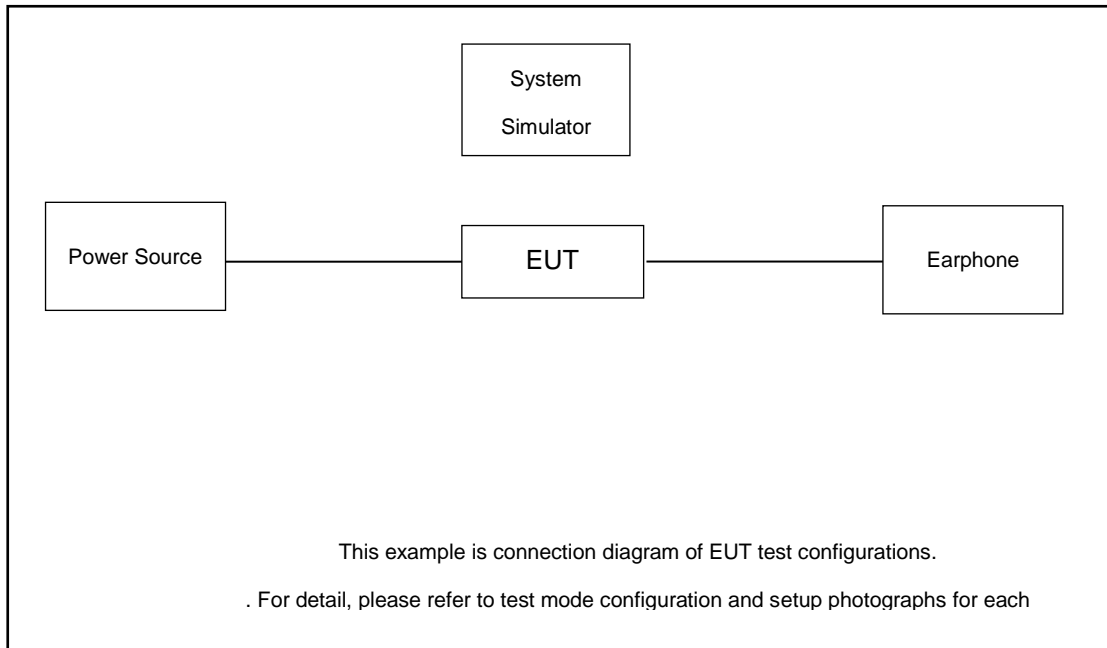 System
Simulator
Power Source
EUT
Earphone
This example is connection diagram of EUT test configurations.
. For detail, please refer to test mode configuration and setup photographs for each